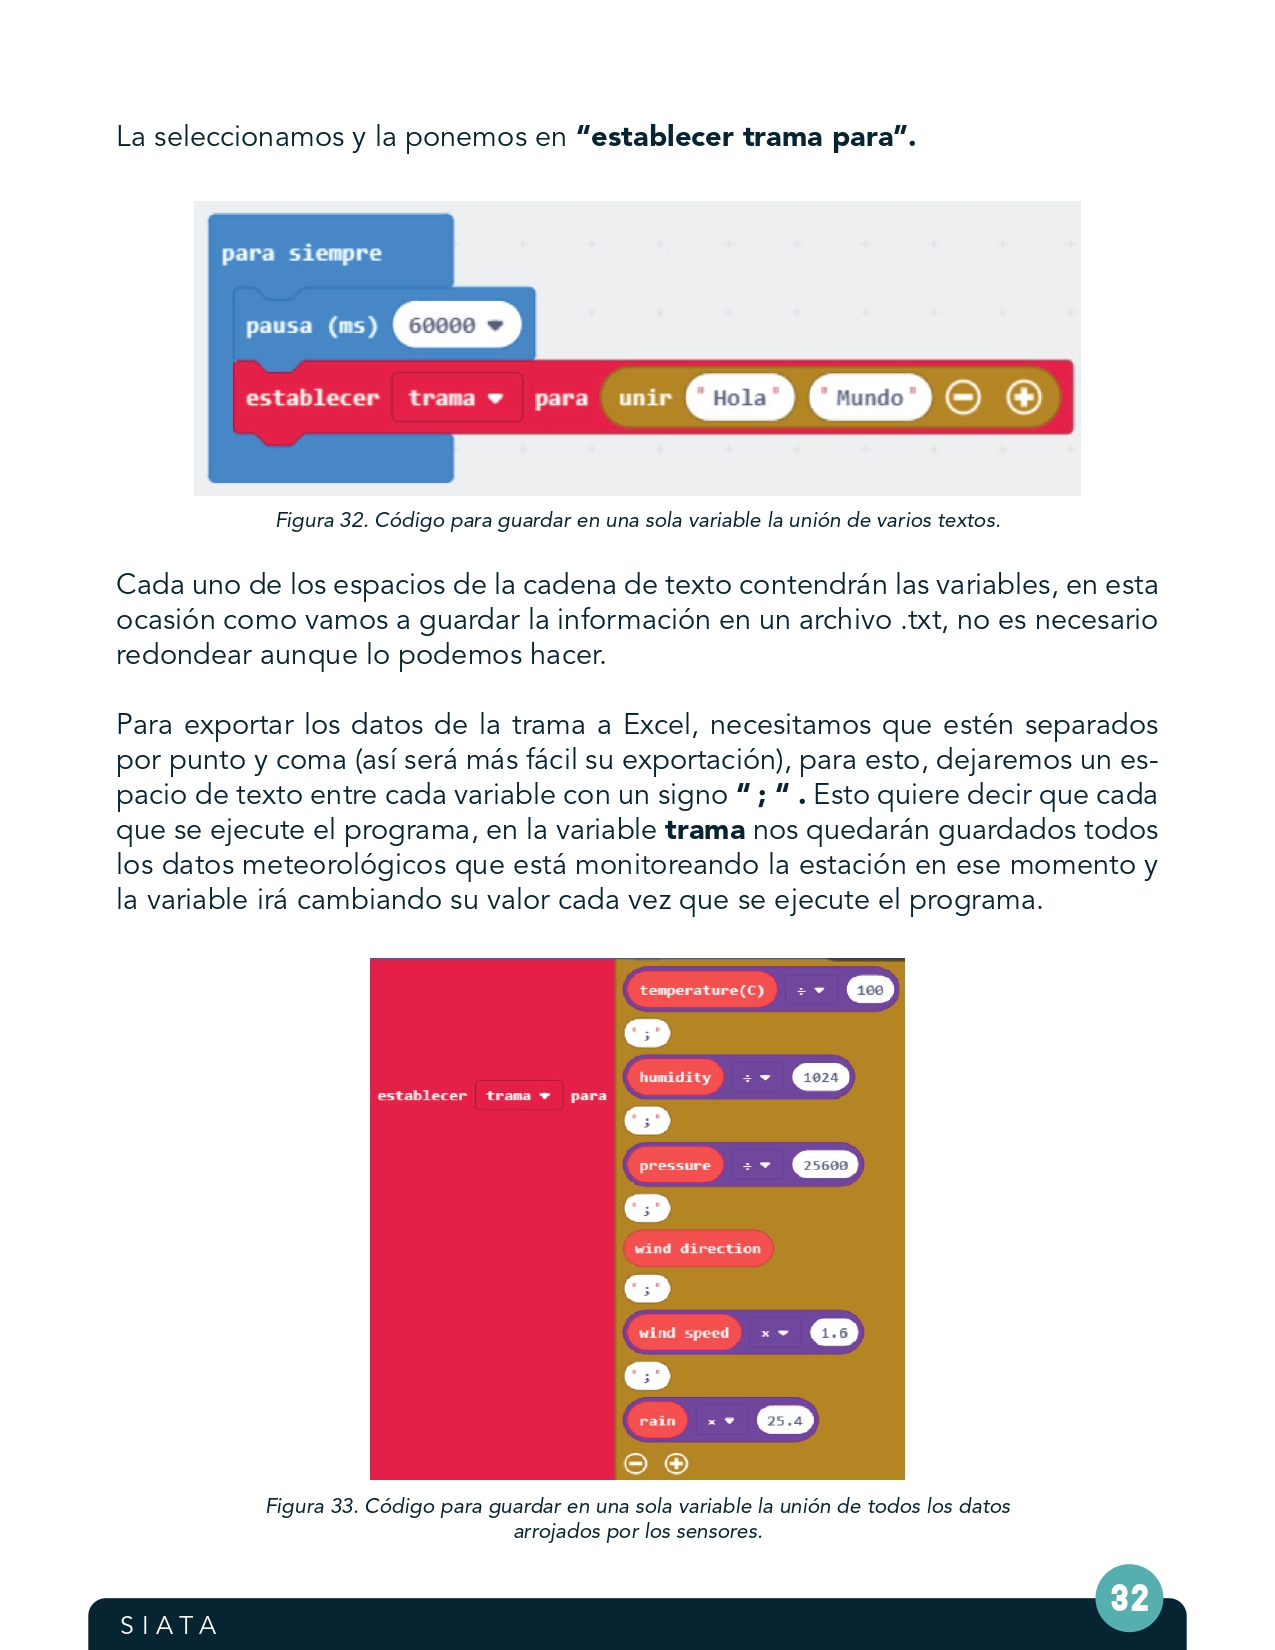 La seleccionamos y la ponemos en “establecer trama para”.
para siempre
pausa (ms) 60000
establecer trama para unir "Hola" "Mundo"
Figura 32. Código para guardar en una sola variable la unión de varios textos.
Cada uno de los espacios de la cadena de texto contendrán las variables, en esta
ocasión como vamos a guardar la información en un archivo .txt, no es necesario
redondear aunque lo podemos hacer.
Para exportar los datos de la trama a Excel, necesitamos que estén separados
por punto y coma (así será más fácil su exportación), para esto, dejaremos un es-
pacio de texto entre cada variable con un signo “ ; “ . Esto quiere decir que cada
que se ejecute el programa, en la variable trama nos quedarán guardados todos
los datos meteorológicos que está monitoreando la estación en ese momento y
la variable irá cambiando su valor cada vez que se ejecute el programa.
temperature(C) ÷ 100
";"
humidity ÷ 1024
establecer trama para
";"
pressure ÷ 25600
";"
wind direction
";"
wind speed × 1.6
";"
rain × 25.4
Figura 33. Código para guardar en una sola variable la unión de todos los datos
arrojados por los sensores.
32
SIATA